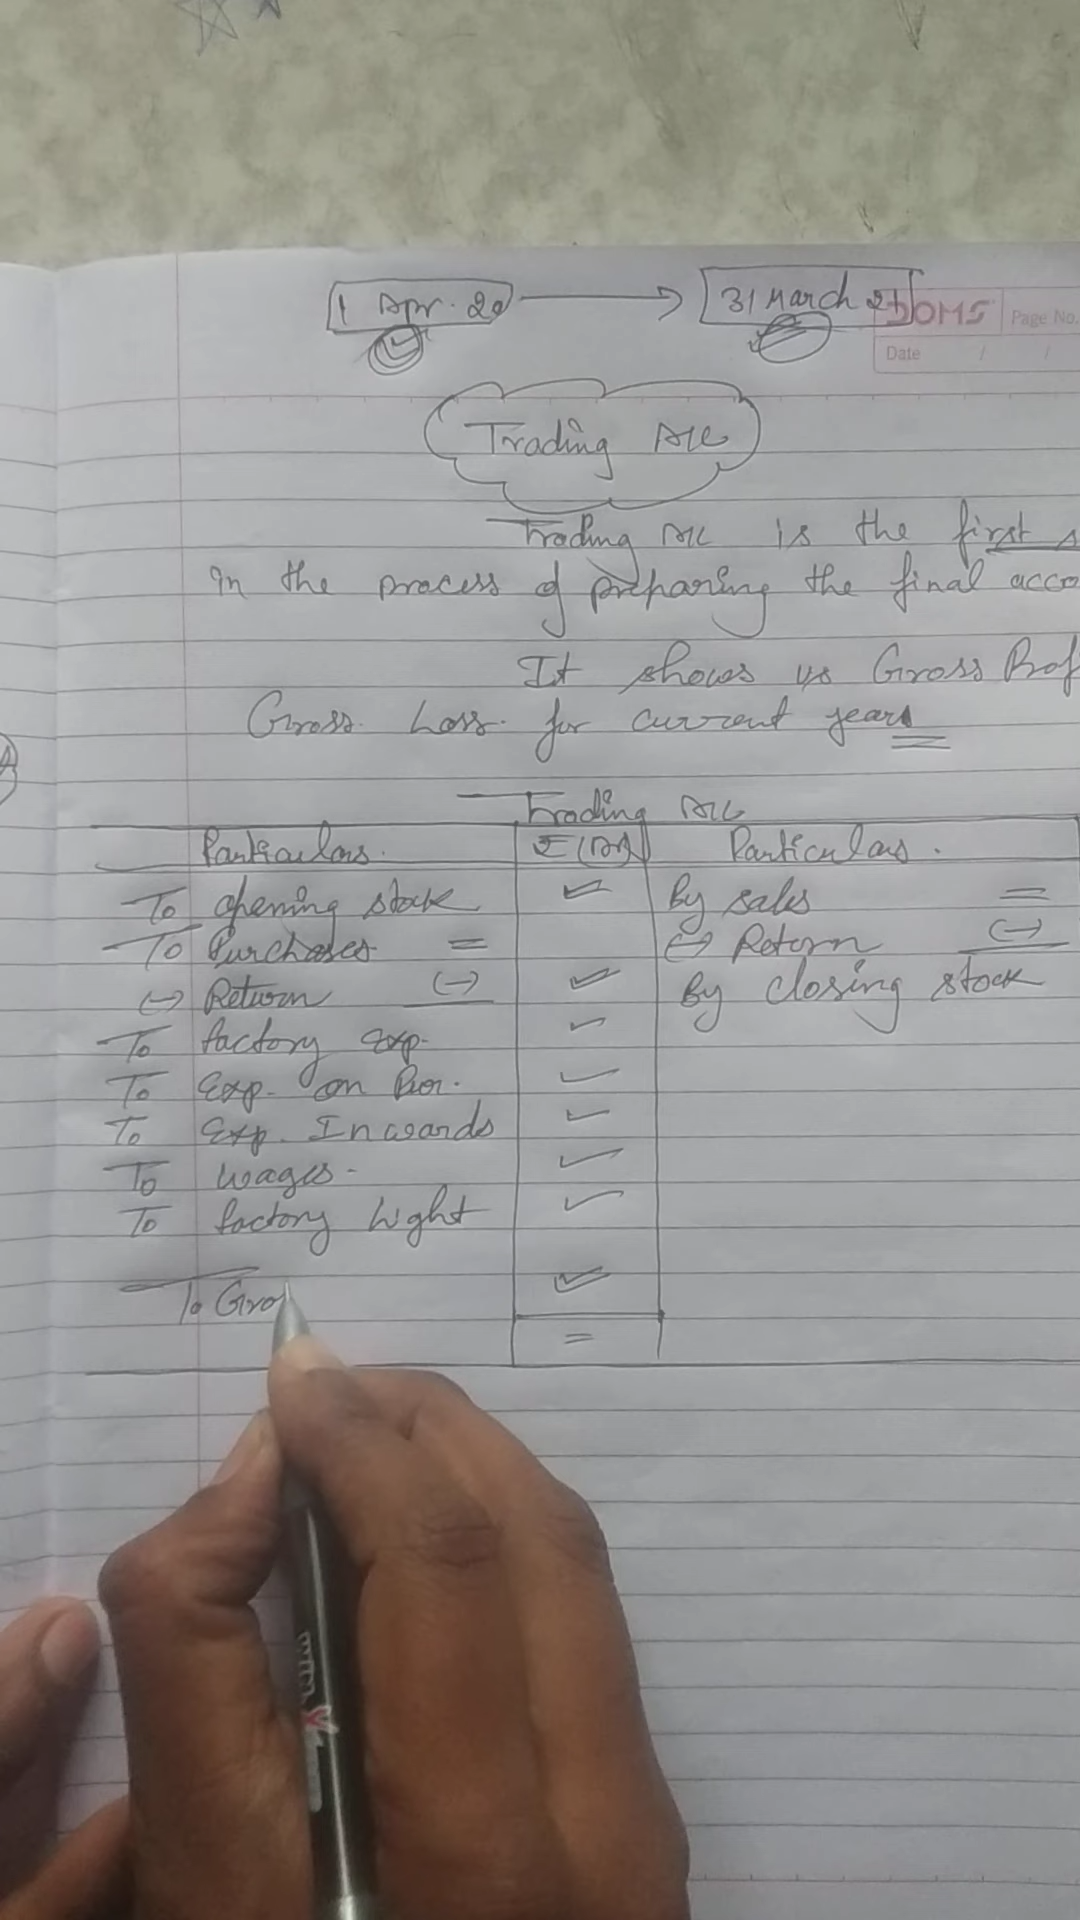 1 Apr. 20 → 31 March 21
DOMS
Page No.
Date / /
Trading A/c
Trading A/c is the first s
in the process of preparing the final acco
It shows us Gross Prof
Gross Loss for current years
Trading A/c
Particulars. ₹ Particulars.
To opening stock ✓ By sales =
To Purchases = (-) Return (-)
(-) Return (-) ✓ By closing stock
To factory exp. ✓
To Exp. on Pur. ✓
To Exp. Inwards ✓
To wages - ✓
To factory light ✓
To Gro ✓
=